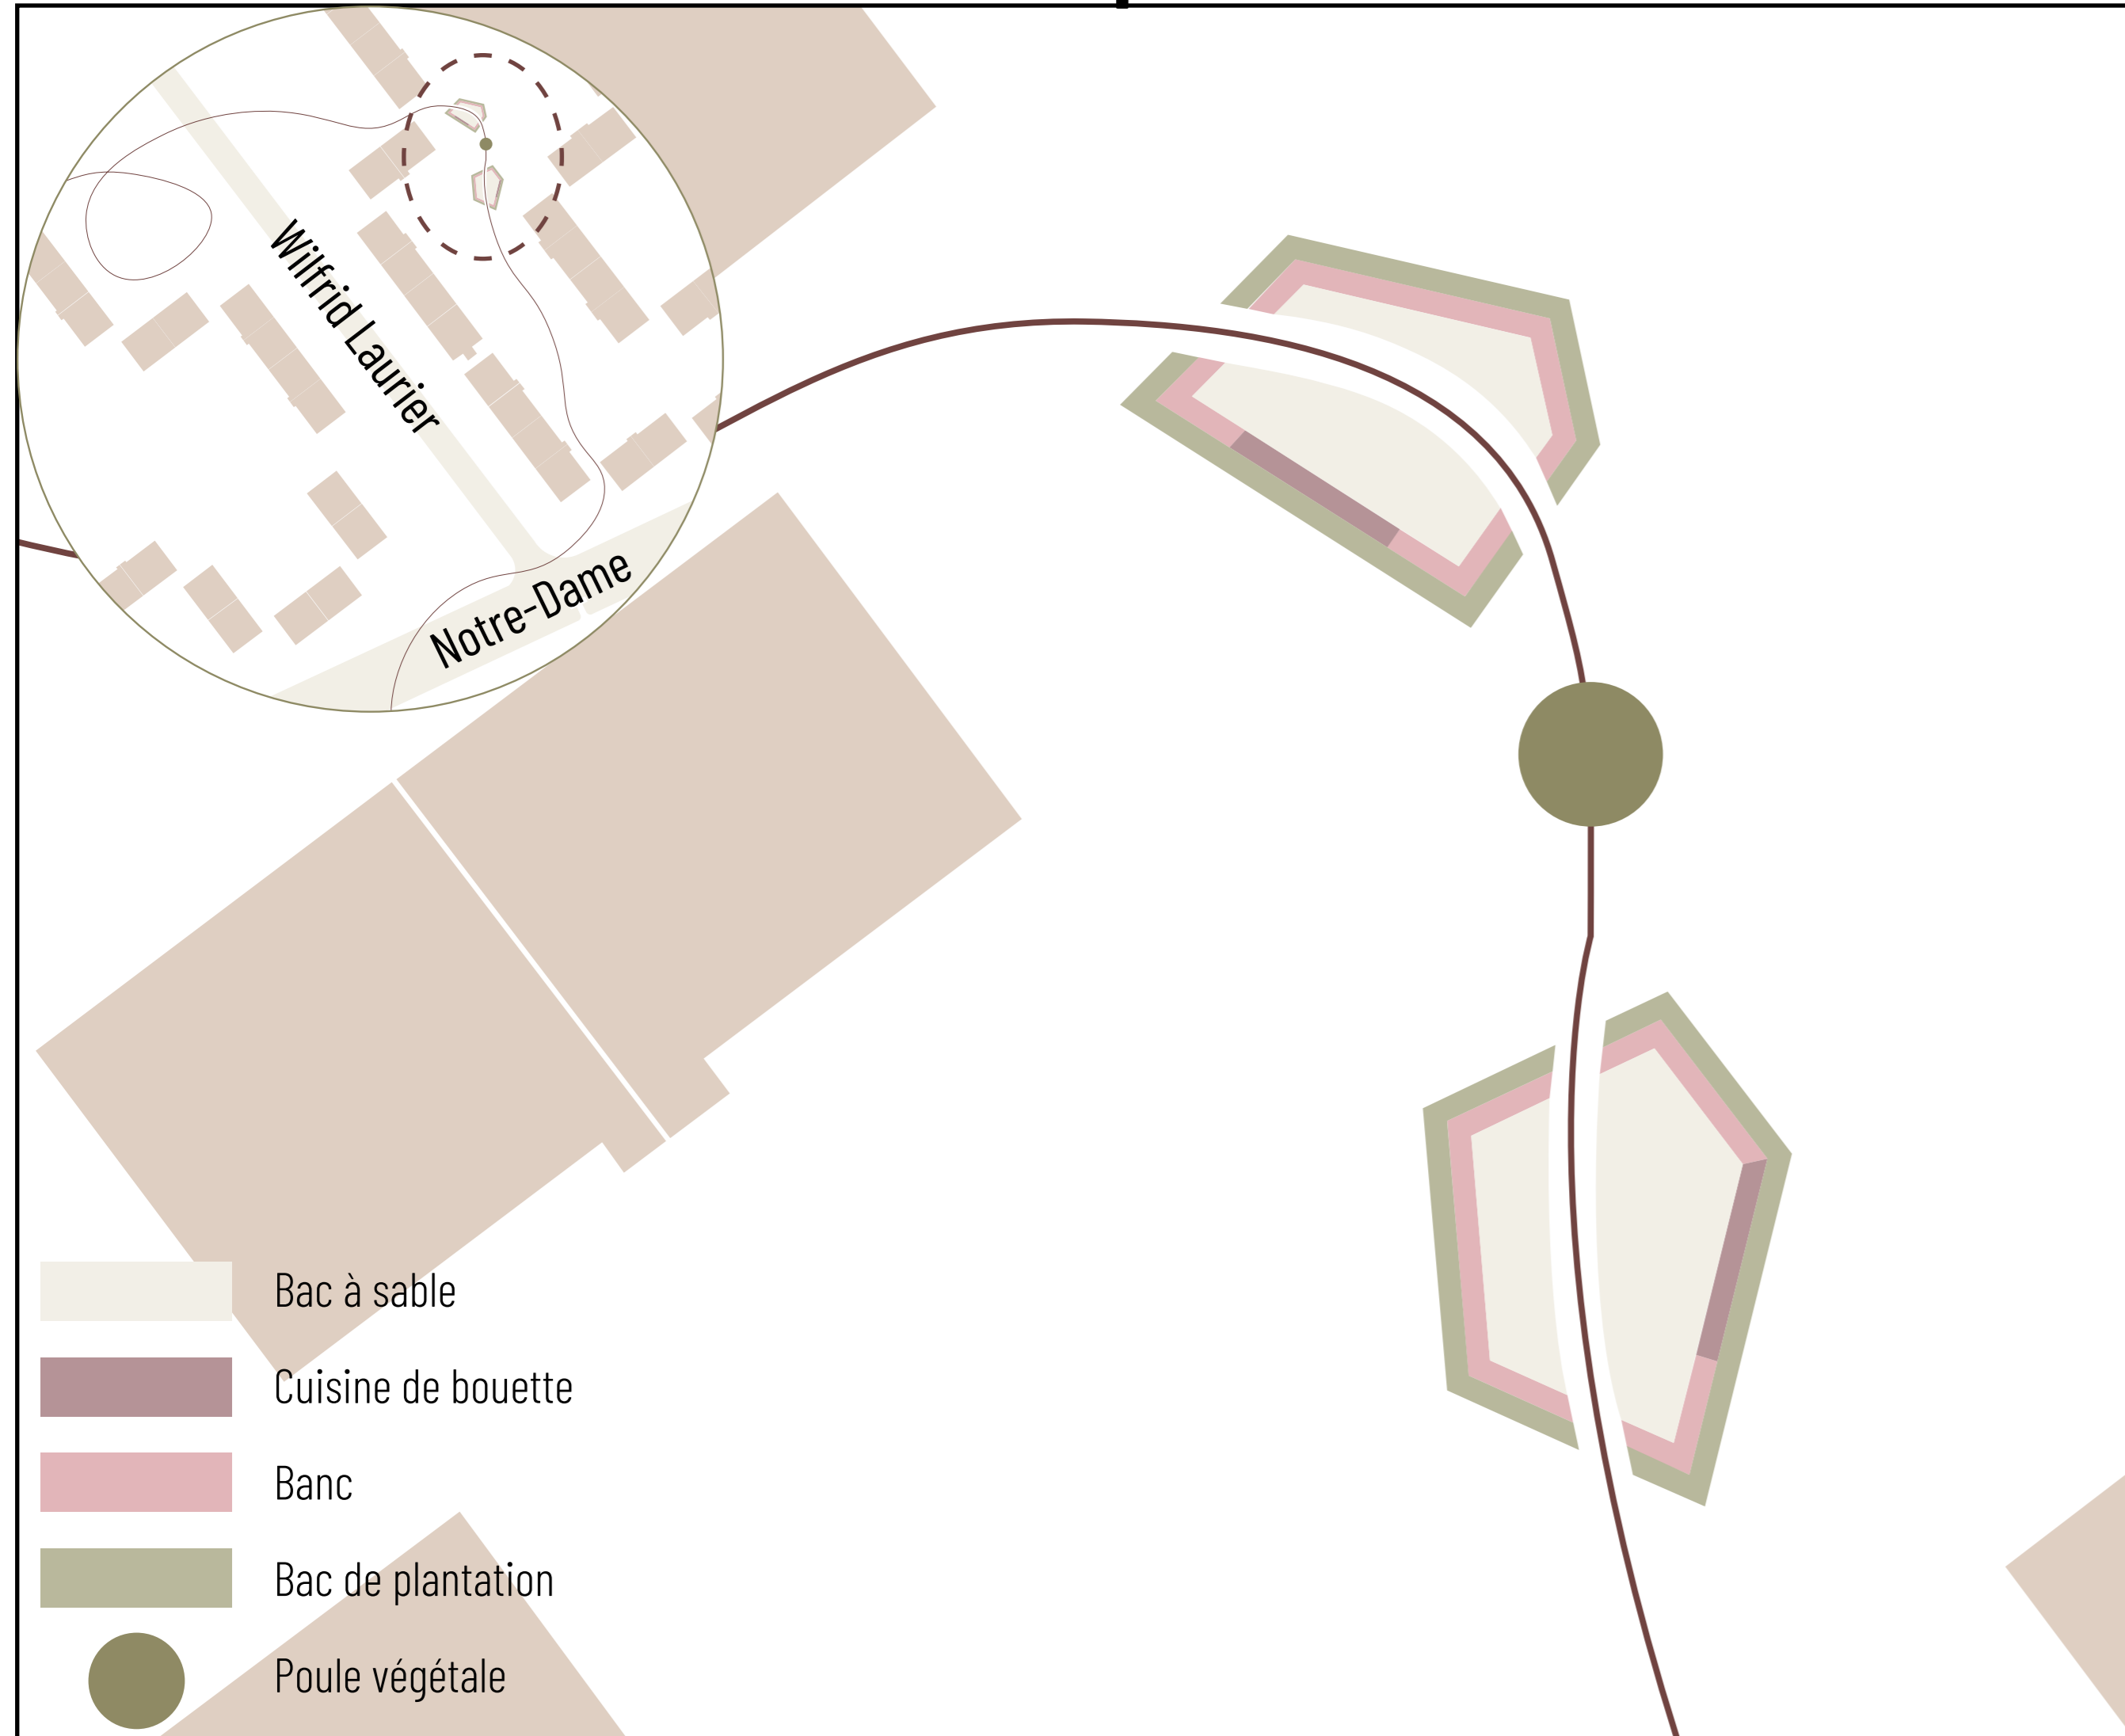 Wilfrid Laurier
Notre-Dame
Bac à sable
Cuisine de bouette
Banc
Bac de plantation
Poule végétale